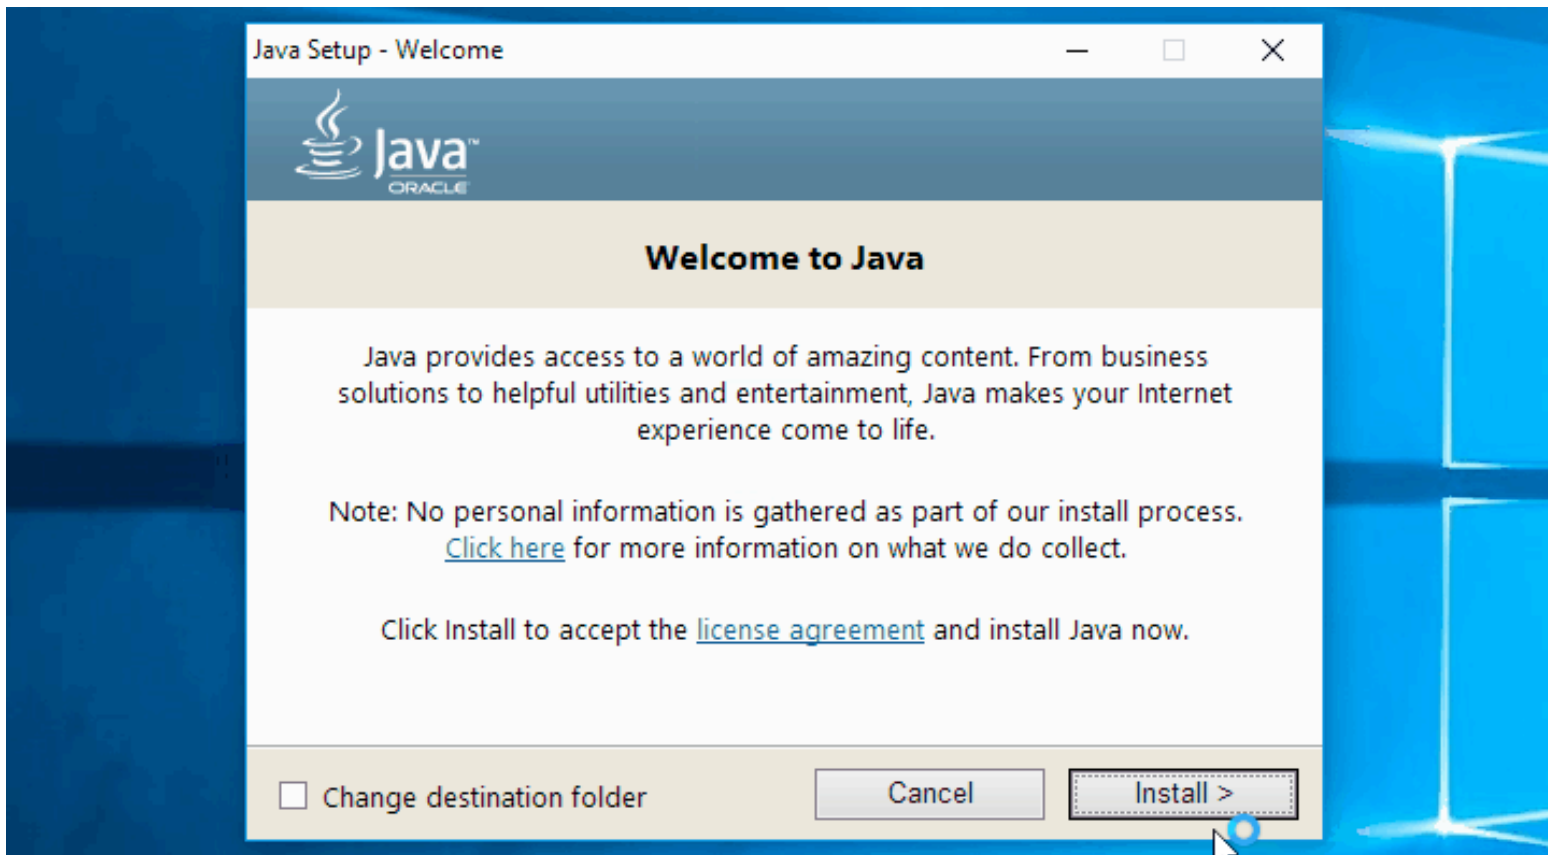 Java Setup - Welcome
Java™
ORACLE
Welcome to Java
Java provides access to a world of amazing content. From business
solutions to helpful utilities and entertainment, Java makes your Internet
experience come to life.
Note: No personal information is gathered as part of our install process.
Click here for more information on what we do collect.
Click Install to accept the license agreement and install Java now.
Change destination folder
Cancel
Install >